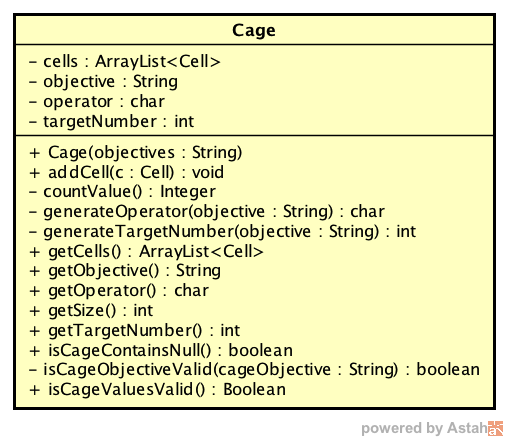 Cage
- cells : ArrayList<Cell>
- objective : String
- operator : char
- targetNumber : int
+ Cage(objectives : String)
+ addCell(c : Cell) : void
- countValue() : Integer
- generateOperator(objective : String) : char
- generateTargetNumber(objective : String) : int
+ getCells() : ArrayList<Cell>
+ getObjective() : String
+ getOperator() : char
+ getSize() : int
+ getTargetNumber() : int
+ isCageContainsNull() : boolean
- isCageObjectiveValid(cageObjective : String) : boolean
+ isCageValuesValid() : Boolean
powered by Astah